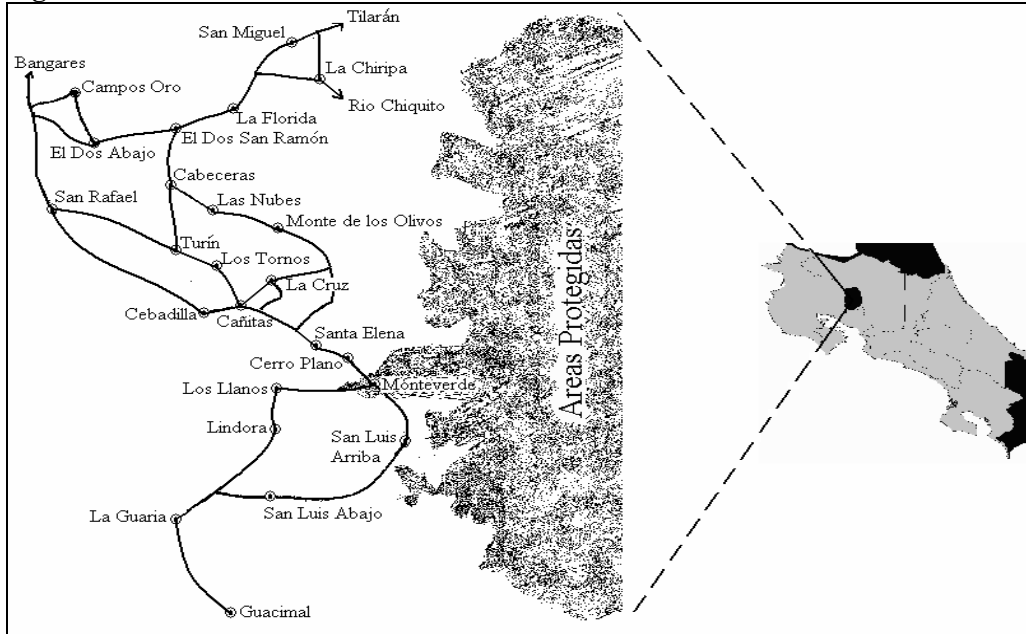 Tilarán
San Miguel
Bangares
La Chiripa
Campos Oro
Rio Chiquito
La Florida
El Dos San Ramón
El Dos Abajo
Cabeceras
San Rafael
Las Nubes
Monte de los Olivos
Turín
Los Tornos
La Cruz
Cebadilla
Cañitas
Santa Elena
Cerro Plano
Los Llanos
Monteverde
Areas Protegidas
Lindora
San Luis
Arriba
La Guaria
San Luis Abajo
Guacimal